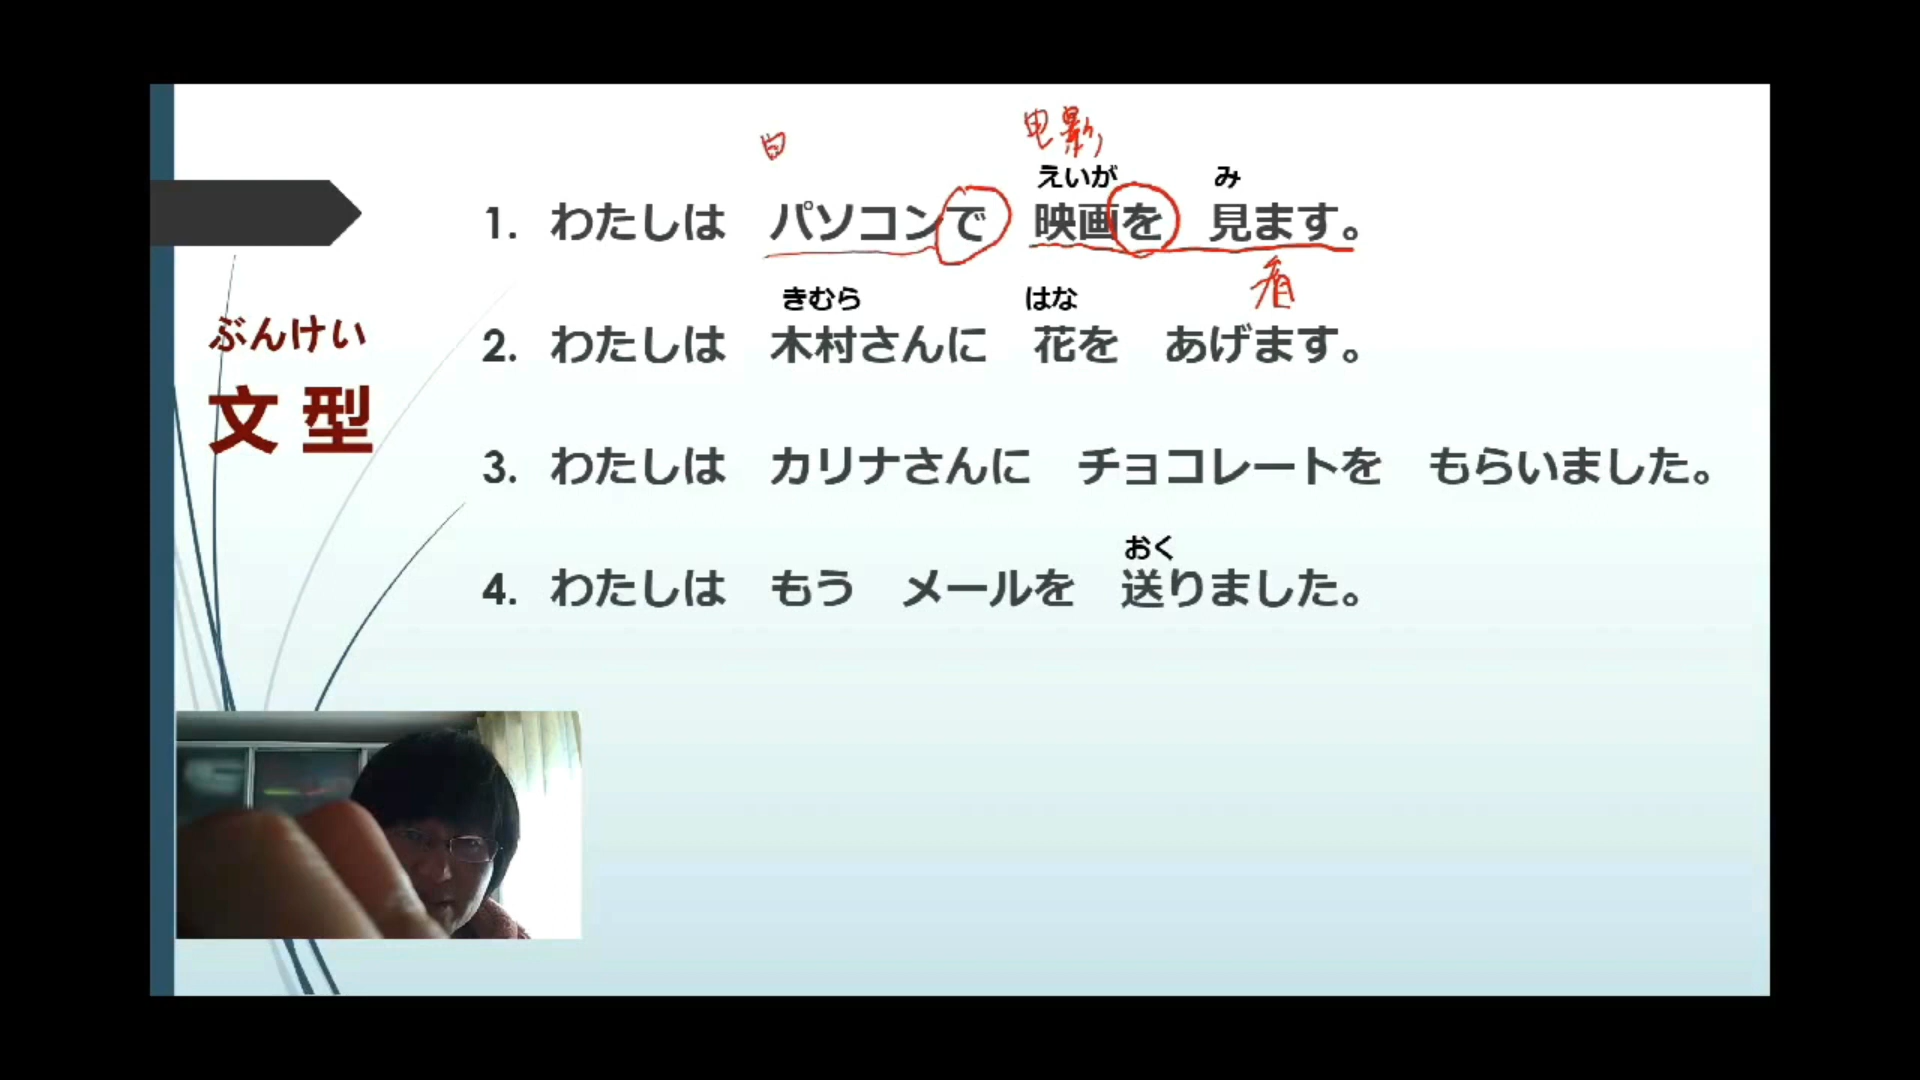 电影
えいが み
1. わたしは パソコンで 映画を 見ます。
看
きむら はな
2. わたしは 木村さんに 花を あげます。
ぶんけい
文型
3. わたしは カリナさんに チョコレートを もらいました。
おく
4. わたしは もう メールを 送りました。